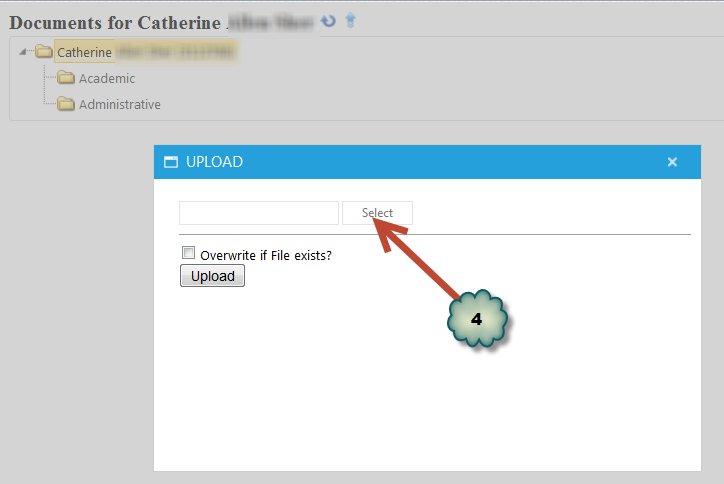 Documents for Catherine
Catherine
Academic
Administrative
UPLOAD
Select
Overwrite if File exists?
Upload
4